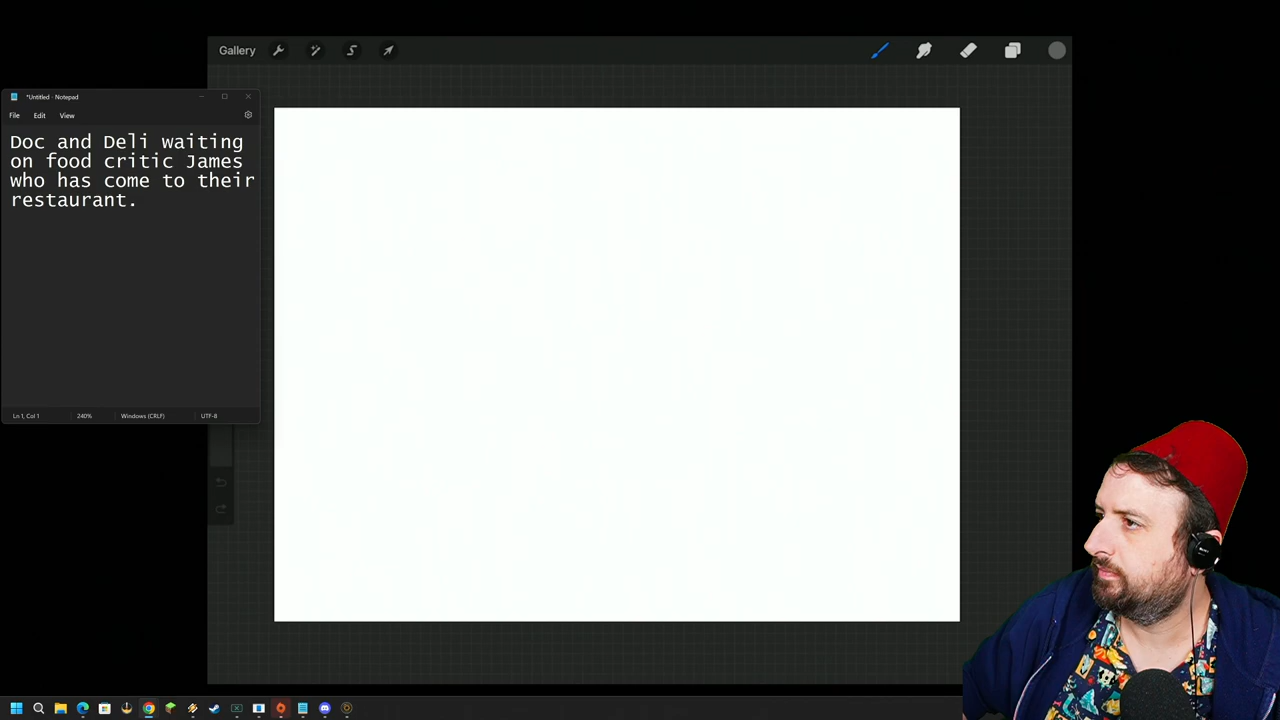 Gallery
*Untitled - Notepad
File Edit View
Doc and Deli waiting
on food critic James
who has come to their
restaurant.
Ln 1, Col 1 240% Windows (CRLF) UTF-8